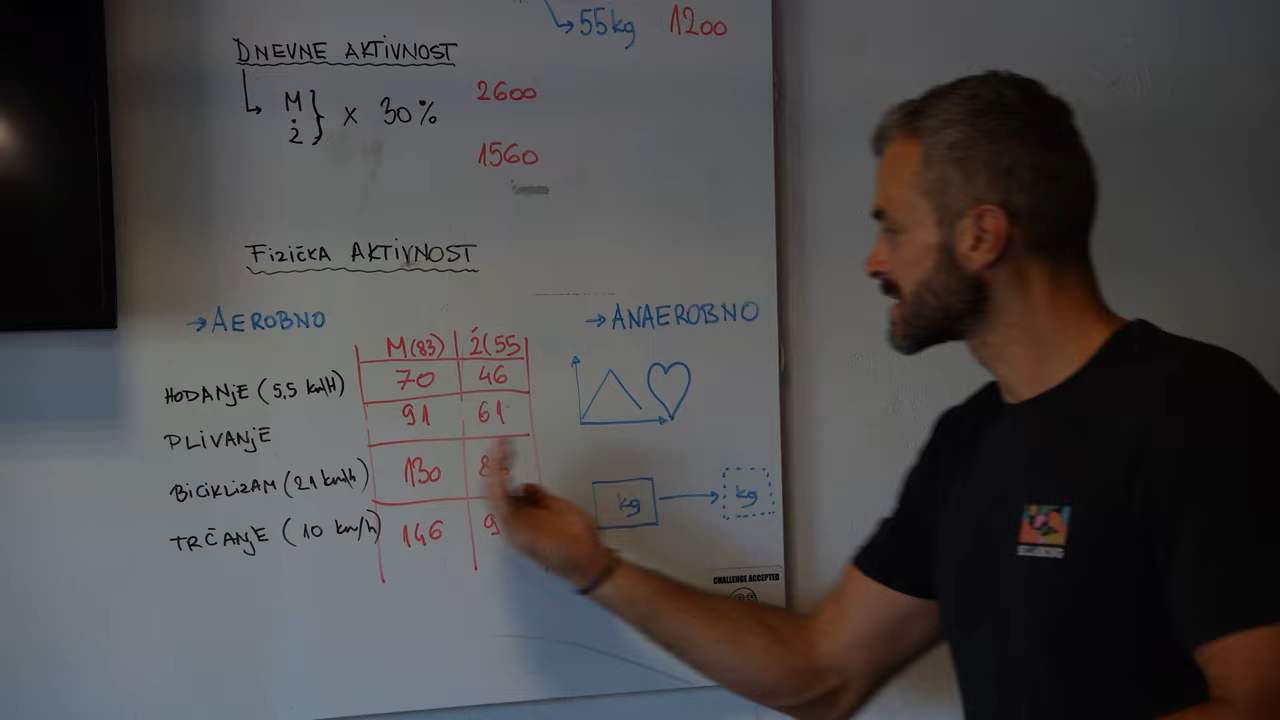 55kg 1200
DNEVNE AKTIVNOST
M
Ž } x 30%
2600
1560
FIZIČKA AKTIVNOST
→AEROBNO
→ANAEROBNO
M(83) Ž(55
HODANJE (5,5 km/H) 70 46
PLIVANJE 91 61
BICIKLIZAM (21 km/h) 130
TRČANJE (10 km/h) 146
kg → kg
CHALLENGE ACCEPTED